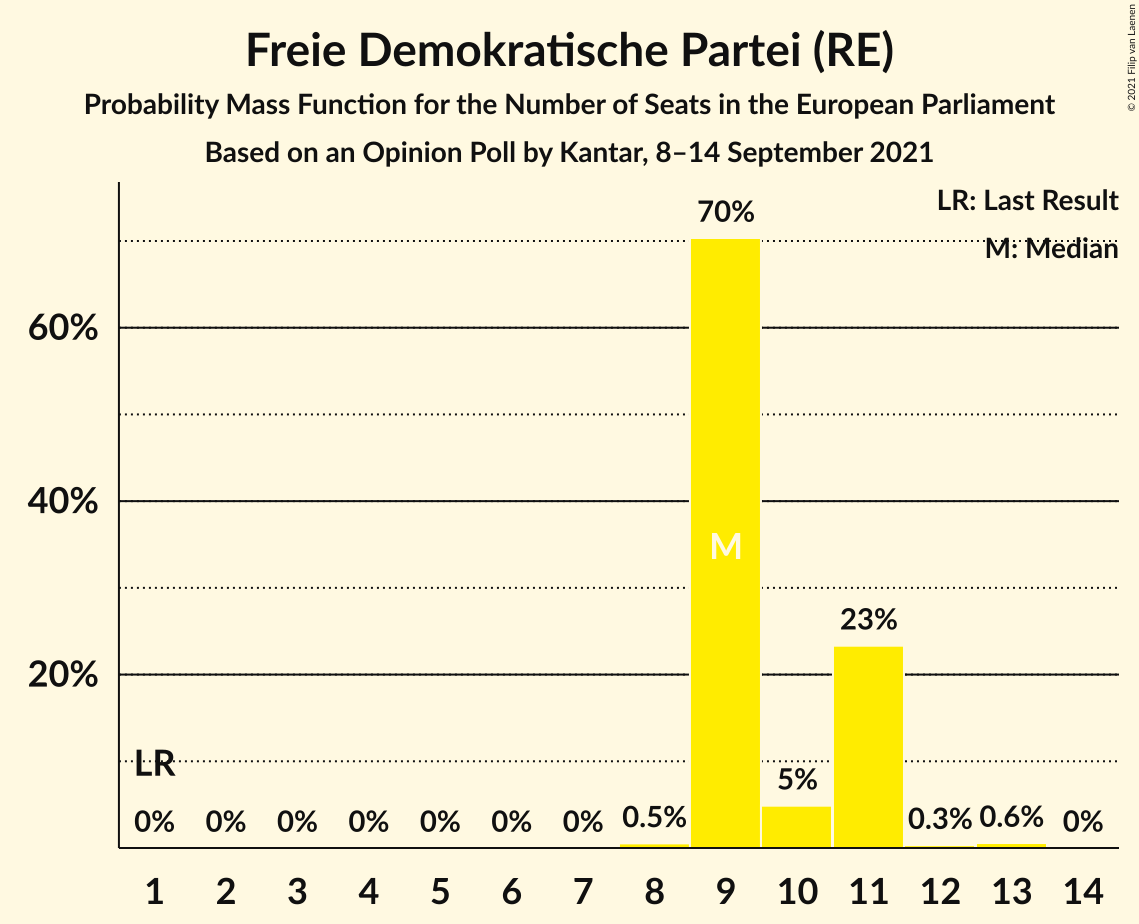 Freie Demokratische Partei (RE)
Probability Mass Function for the Number of Seats in the European Parliament
Based on an Opinion Poll by Kantar, 8–14 September 2021
© 2021 Filip van Laenen
LR: Last Result
M: Median
70%
60%
40%
M
23%
20%
LR
5%
0% 0% 0% 0% 0% 0% 0% 0.5% 0.3% 0.6% 0%
1 2 3 4 5 6 7 8 9 10 11 12 13 14